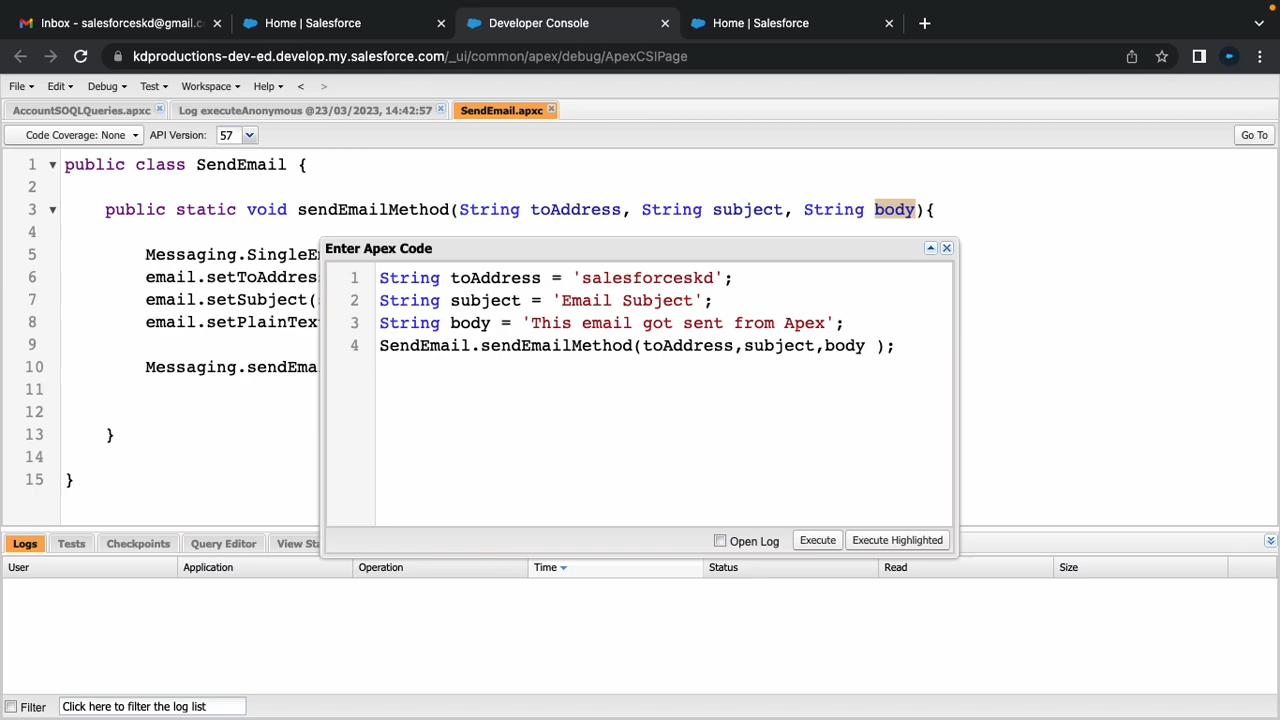 Inbox - salesforceskd@gmail.c
Home | Salesforce
Developer Console
Home | Salesforce
kdproductions-dev-ed.develop.my.salesforce.com/_ui/common/apex/debug/ApexCSIPage
File Edit Debug Test Workspace Help < >
AccountSOQLQueries.apxc
Log executeAnonymous @23/03/2023, 14:42:57
SendEmail.apxc
Code Coverage: None API Version: 57 Go To
1 public class SendEmail {
2
3 public static void sendEmailMethod(String toAddress, String subject, String body){
4
5 Messaging.SingleEm
6 email.setToAddres
7 email.setSubject(
8 email.setPlainText
9
10 Messaging.sendEma
11
12
13 }
14
15 }
Enter Apex Code
1 String toAddress = 'salesforceskd';
2 String subject = 'Email Subject';
3 String body = 'This email got sent from Apex';
4 SendEmail.sendEmailMethod(toAddress,subject,body );
Open Log Execute Execute Highlighted
Logs Tests Checkpoints Query Editor View Sta
User Application Operation Time Status Read Size
Filter Click here to filter the log list